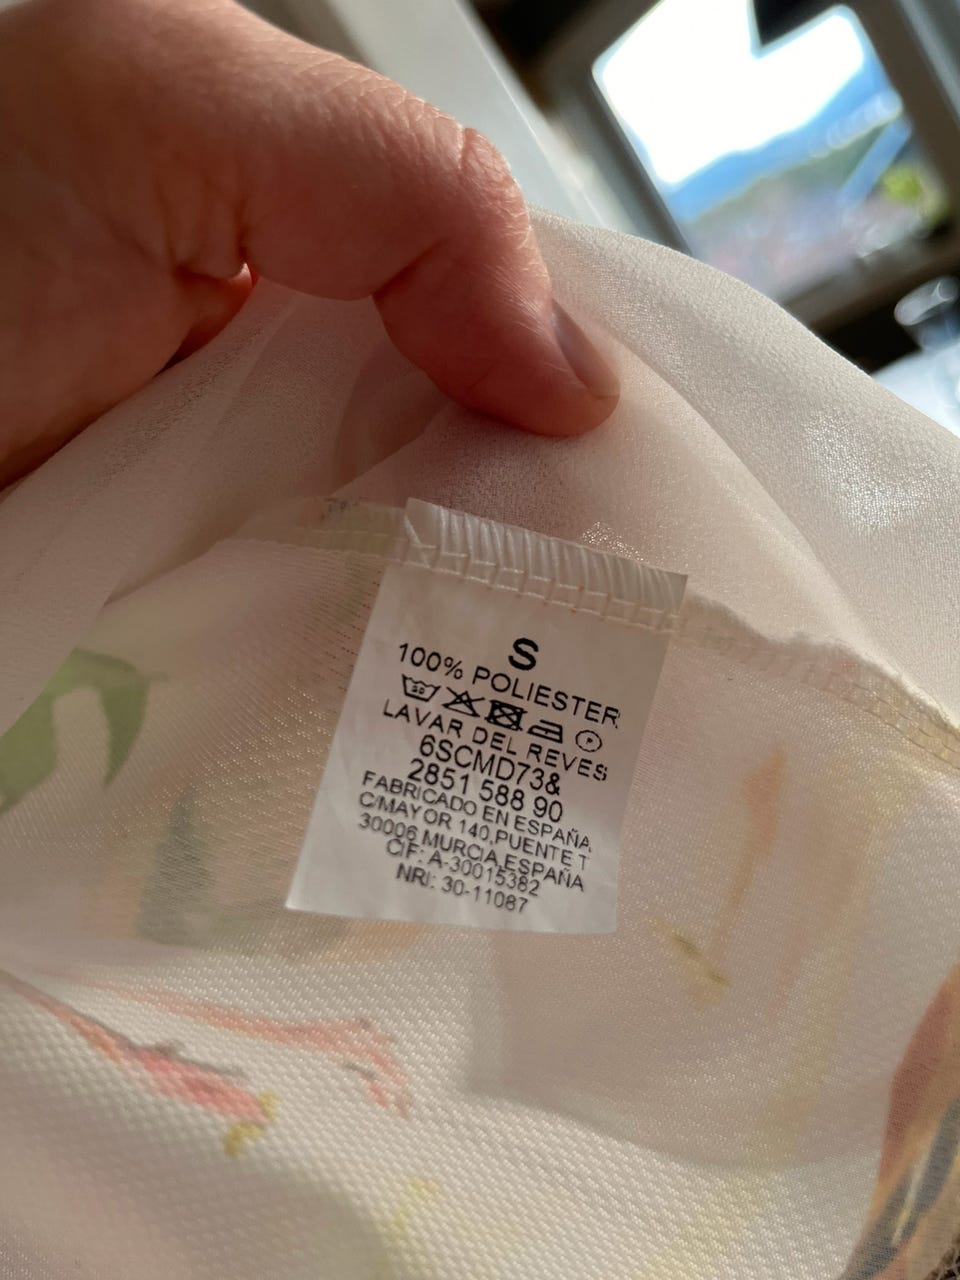 S
100% POLIESTER
30
P
LAVAR DEL REVES
6SCMD73&
2851 588 90
FABRICADO EN ESPAÑA
C/MAYOR 140,PUENTE T
30006 MURCIA,ESPAÑA
CIF: A-30015382
NRI: 30-11087